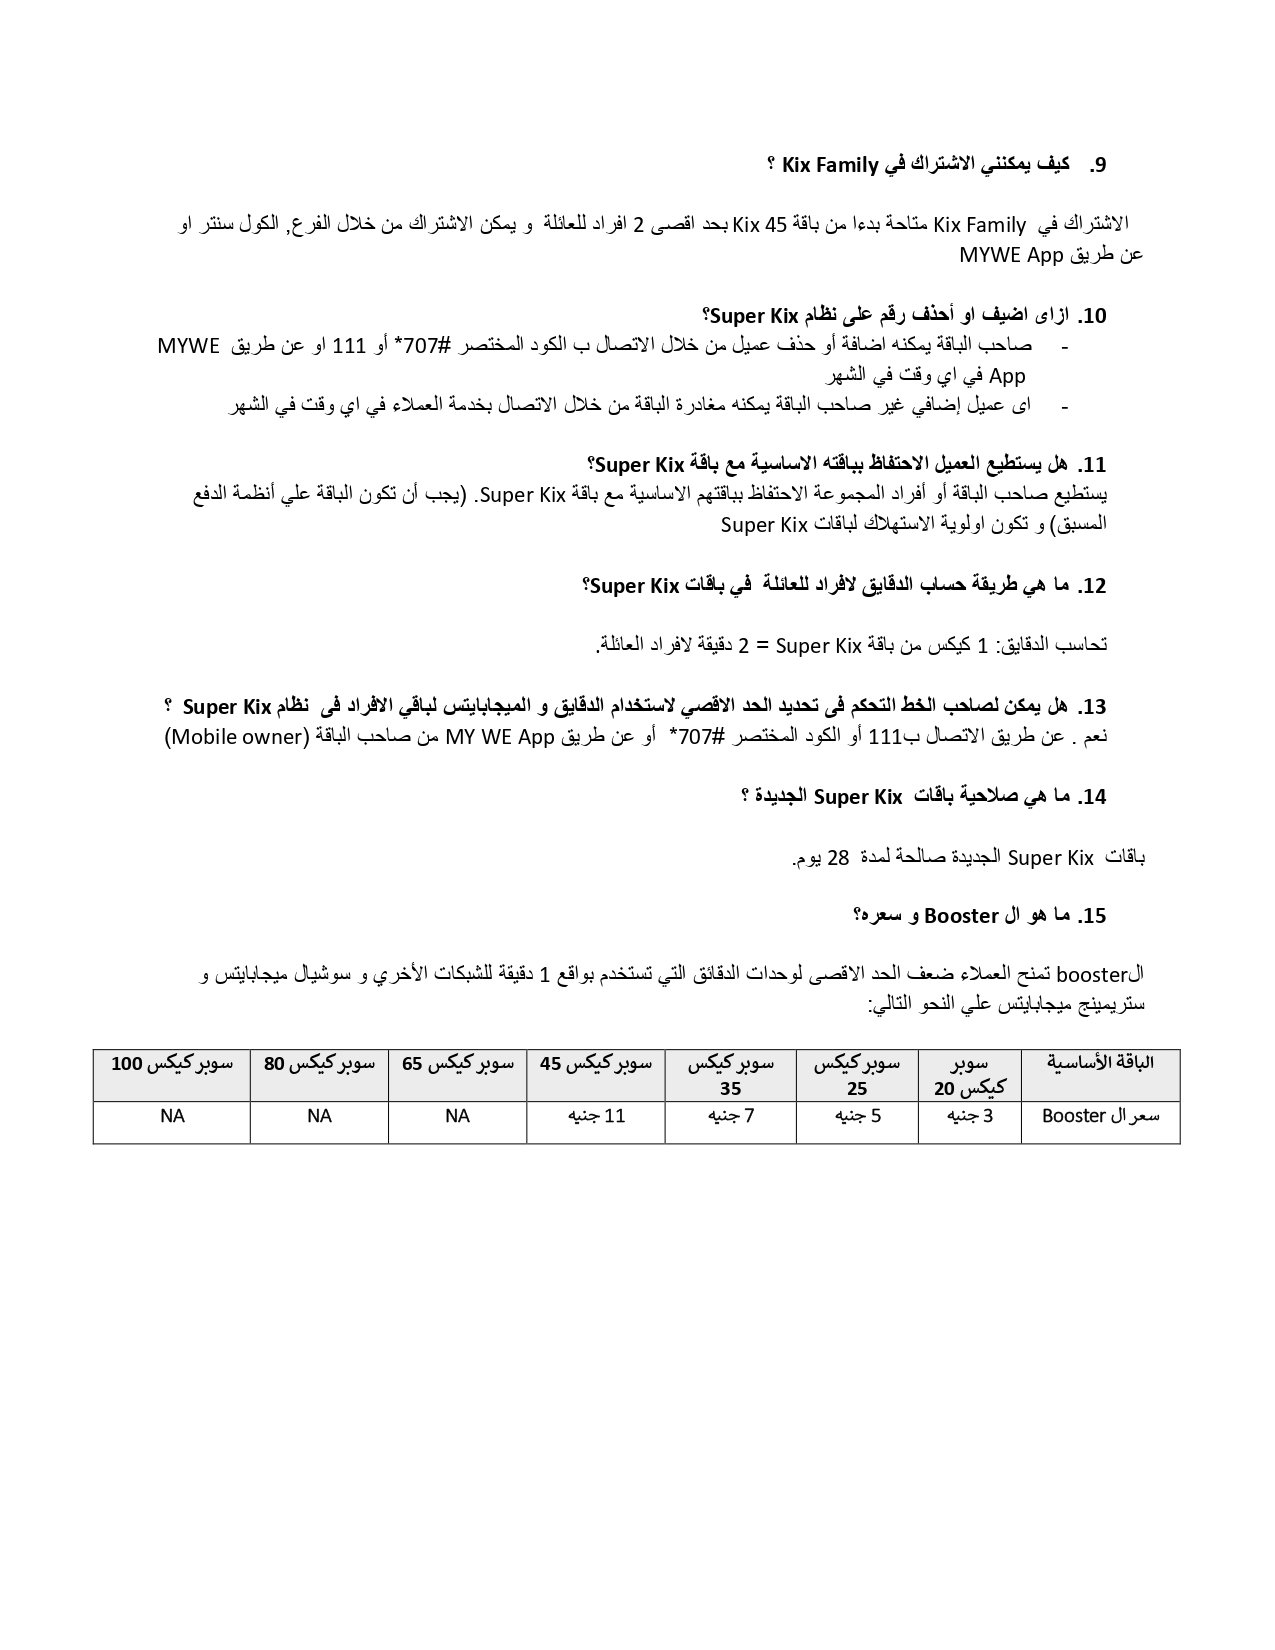 9. كيف يمكنني الاشتراك في Kix Family ؟
الاشتراك في Kix Family متاحة بدءا من باقة Kix 45 بحد اقصى 2 افراد للعائلة و يمكن الاشتراك من خلال الفرع, الكول سنتر او
عن طريق MYWE App
10. ازاى اضيف او أحذف رقم على نظام Super Kix؟
- صاحب الباقة يمكنه اضافة أو حذف عميل من خلال الاتصال ب الكود المختصر #707* أو 111 او عن طريق MYWE
App في اي وقت في الشهر
- اى عميل إضافي غير صاحب الباقة يمكنه مغادرة الباقة من خلال الاتصال بخدمة العملاء في اي وقت في الشهر
11. هل يستطيع العميل الاحتفاظ بباقته الاساسية مع باقة Super Kix؟
يستطيع صاحب الباقة أو أفراد المجموعة الاحتفاظ بباقتهم الاساسية مع باقة Super Kix. (يجب أن تكون الباقة علي أنظمة الدفع
المسبق) و تكون اولوية الاستهلاك لباقات Super Kix
12. ما هي طريقة حساب الدقايق لافراد للعائلة في باقات Super Kix؟
تحاسب الدقايق: 1 كيكس من باقة Super Kix = 2 دقيقة لافراد العائلة.
13. هل يمكن لصاحب الخط التحكم فى تحديد الحد الاقصي لاستخدام الدقايق و الميجابايتس لباقي الافراد فى نظام Super Kix ؟
نعم . عن طريق الاتصال ب111 أو الكود المختصر #707* أو عن طريق MY WE App من صاحب الباقة (Mobile owner)
14. ما هي صلاحية باقات Super Kix الجديدة ؟
باقات Super Kix الجديدة صالحة لمدة 28 يوم.
15. ما هو ال Booster و سعره؟
الbooster تمنح العملاء ضعف الحد الاقصى لوحدات الدقائق التي تستخدم بواقع 1 دقيقة للشبكات الأخري و سوشيال ميجابايتس و
ستريمينج ميجابايتس علي النحو التالي:
الباقة الأساسية سوبر كيكس 20 سوبر كيكس 25 سوبر كيكس 35 سوبر كيكس 45 سوبر كيكس 65 سوبر كيكس 80 سوبر كيكس 100
سعر ال Booster 3 جنيه 5 جنيه 7 جنيه 11 جنيه NA NA NA